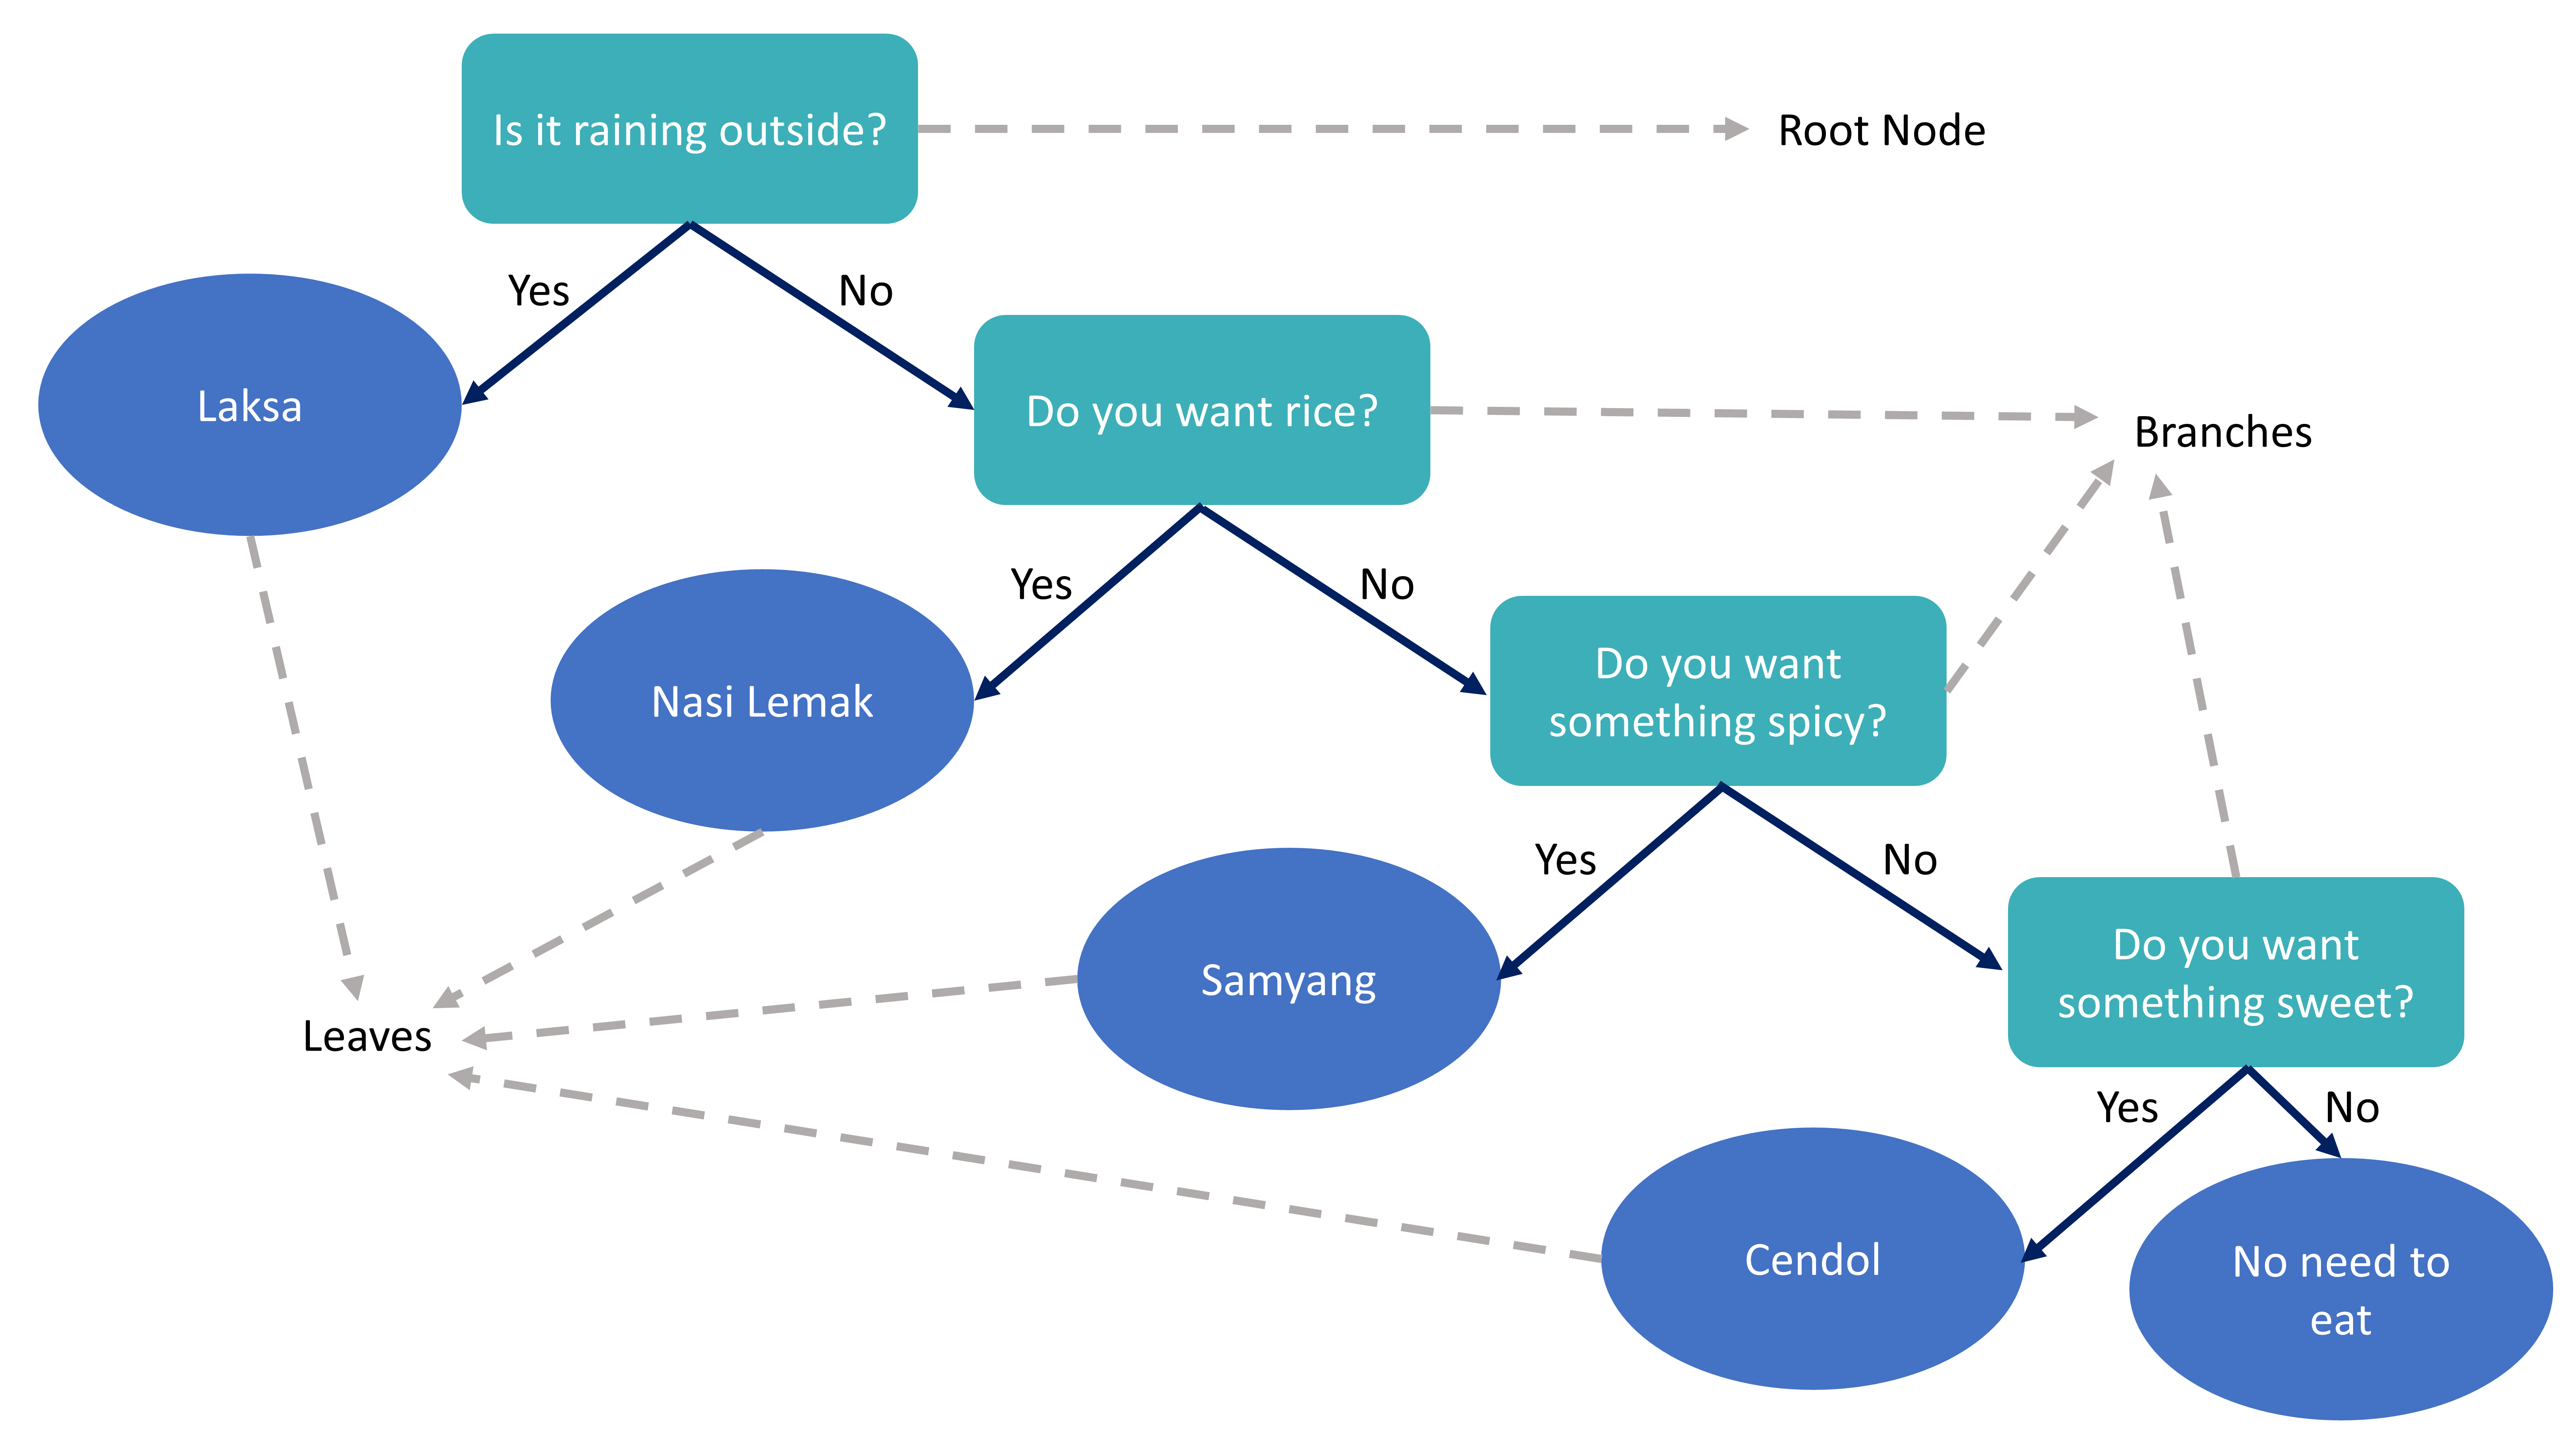 Is it raining outside?
Root Node
Yes
No
Laksa
Do you want rice?
Branches
Yes
No
Nasi Lemak
Do you want
something spicy?
Yes
No
Samyang
Do you want
something sweet?
Leaves
Yes
No
Cendol
No need to
eat